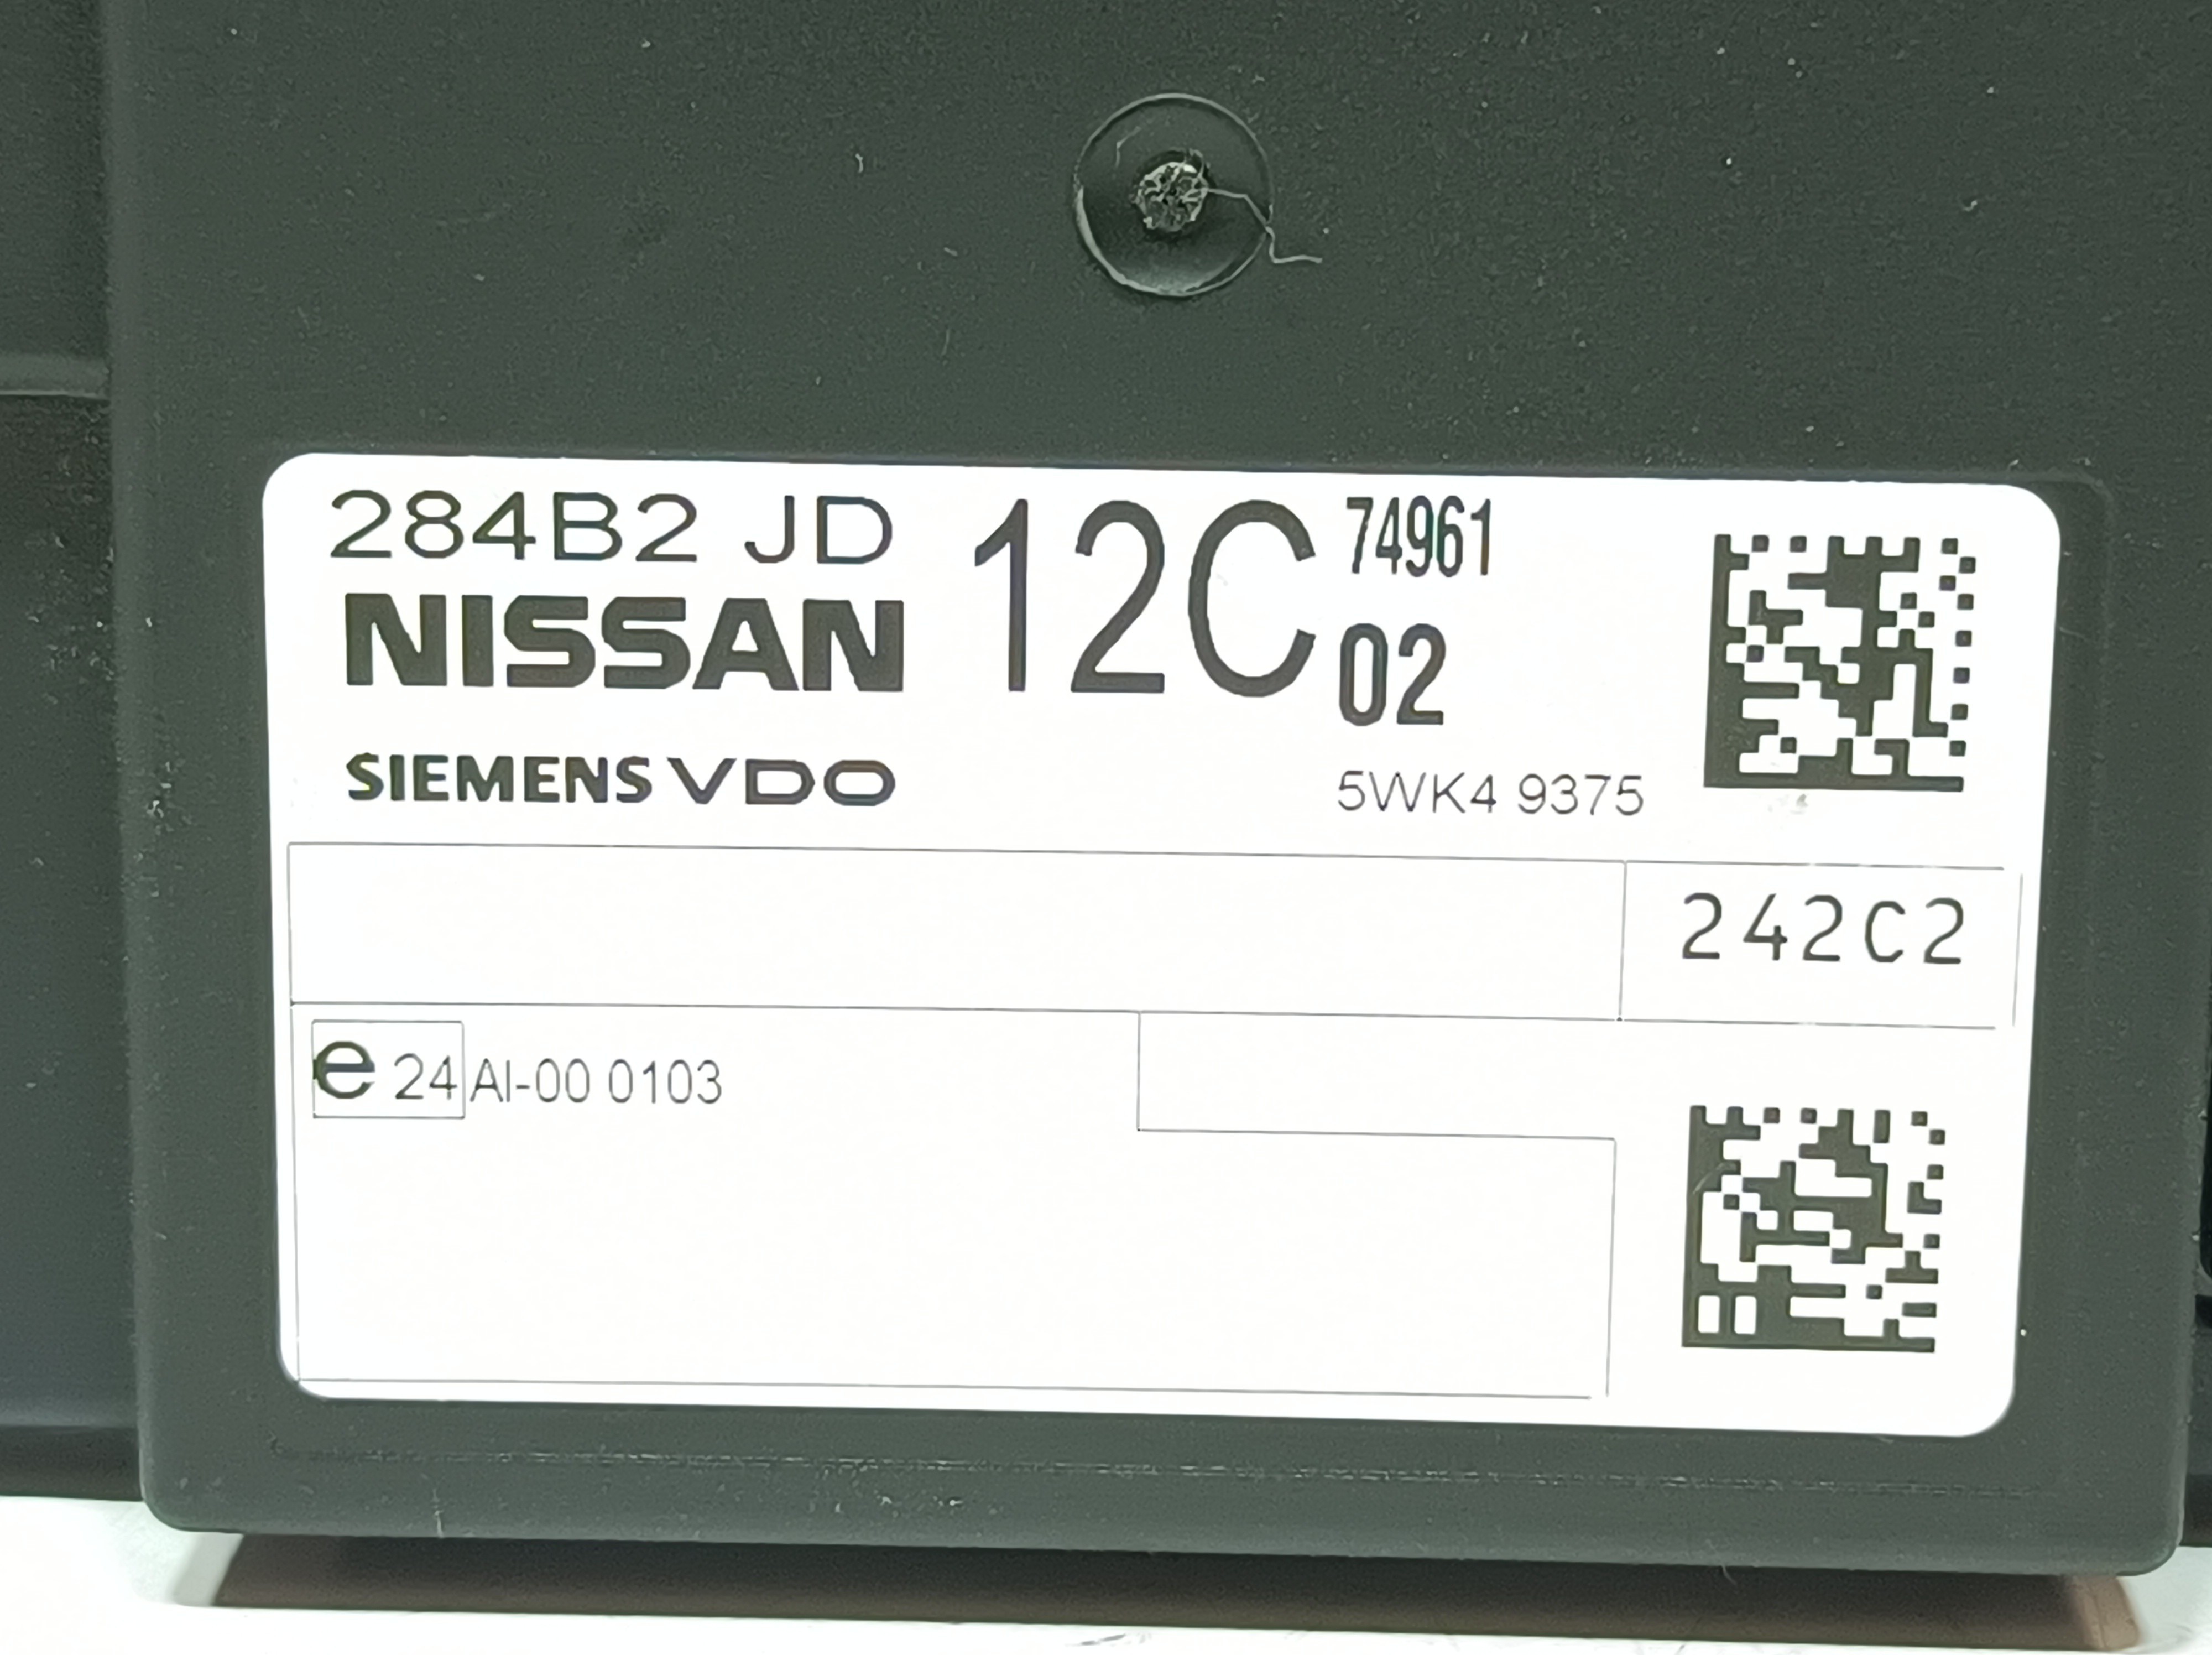 284B2 JD 12C 74961
NISSAN 02
SIEMENS VDO 5WK4 9375
242C2
e 24 AI-00 0103